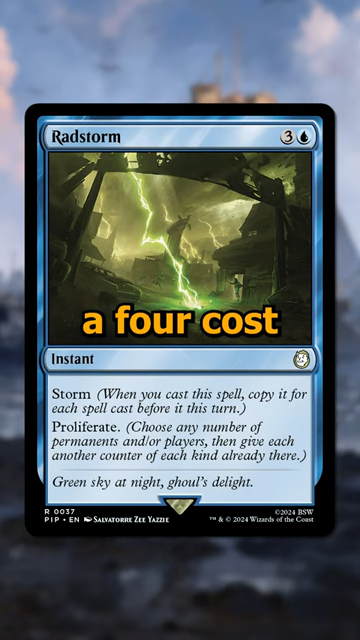 Radstorm 3
a four cost
Instant
Storm (When you cast this spell, copy it for
each spell cast before it this turn.)
Proliferate. (Choose any number of
permanents and/or players, then give each
another counter of each kind already there.)
Green sky at night, ghoul's delight.
R 0037 ©2024 BSW
PIP • EN SALVATORRE ZEE YAZZIE ™ & © 2024 Wizards of the Coast